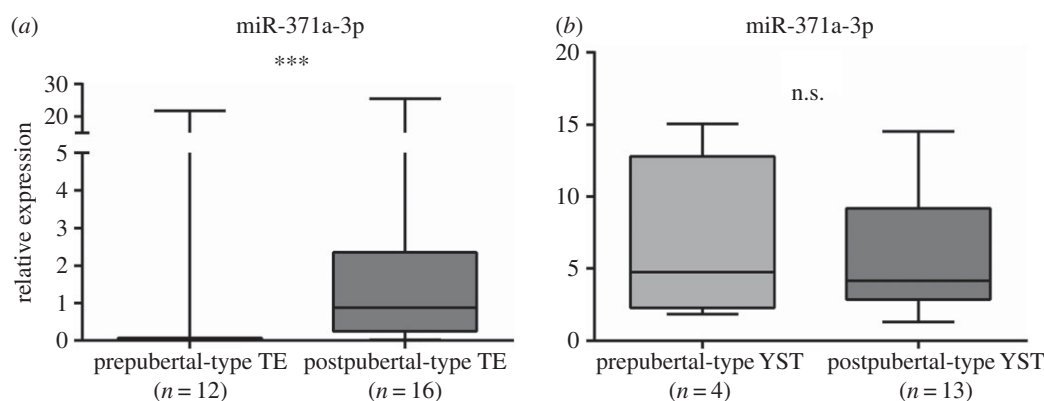 (a) miR-371a-3p
***
relative expression
30
20
5
4
3
2
1
0
prepubertal-type TE postpubertal-type TE
(n = 12) (n = 16)
(b) miR-371a-3p
n.s.
20
15
10
5
0
prepubertal-type YST postpubertal-type YST
(n = 4) (n = 13)